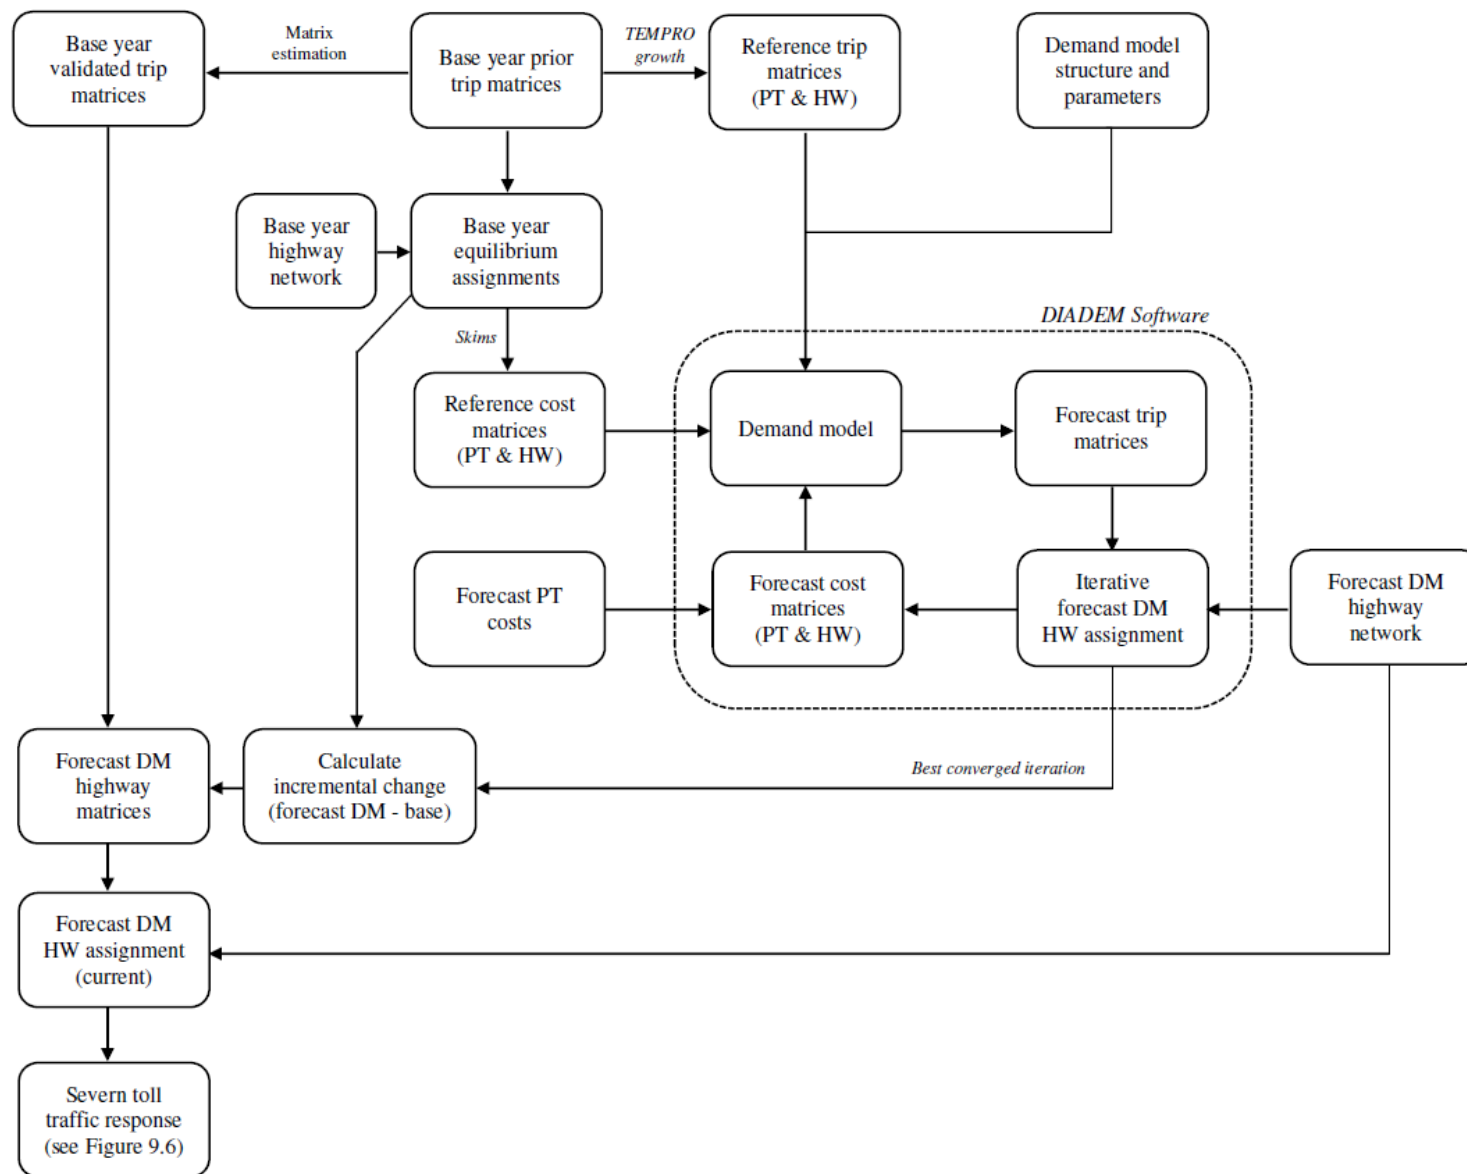 Base year
validated trip
matrices
Matrix
estimation
Base year prior
trip matrices
TEMPRO
growth
Reference trip
matrices
(PT & HW)
Demand model
structure and
parameters
Base year
highway
network
Base year
equilibrium
assignments
Skims
DIADEM Software
Reference cost
matrices
(PT & HW)
Demand model
Forecast trip
matrices
Forecast PT
costs
Forecast cost
matrices
(PT & HW)
Iterative
forecast DM
HW assignment
Forecast DM
highway
network
Forecast DM
highway
matrices
Calculate
incremental change
(forecast DM - base)
Best converged iteration
Forecast DM
HW assignment
(current)
Severn toll
traffic response
(see Figure 9.6)